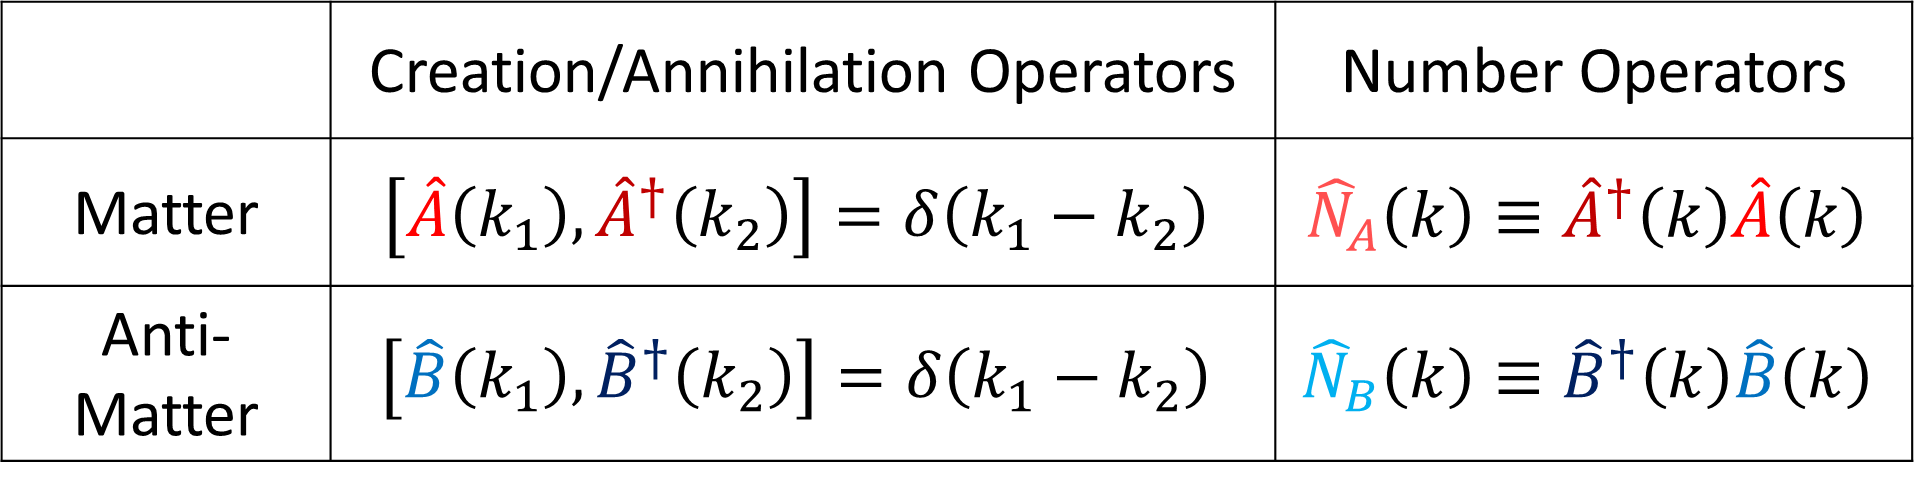 Creation/Annihilation Operators Number Operators
Matter [Â(k₁), Â†(k₂)] = δ(k₁ − k₂) N̂_A(k) ≡ Â†(k)Â(k)
Anti-
Matter [B̂(k₁), B̂†(k₂)] = δ(k₁ − k₂) N̂_B(k) ≡ B̂†(k)B̂(k)